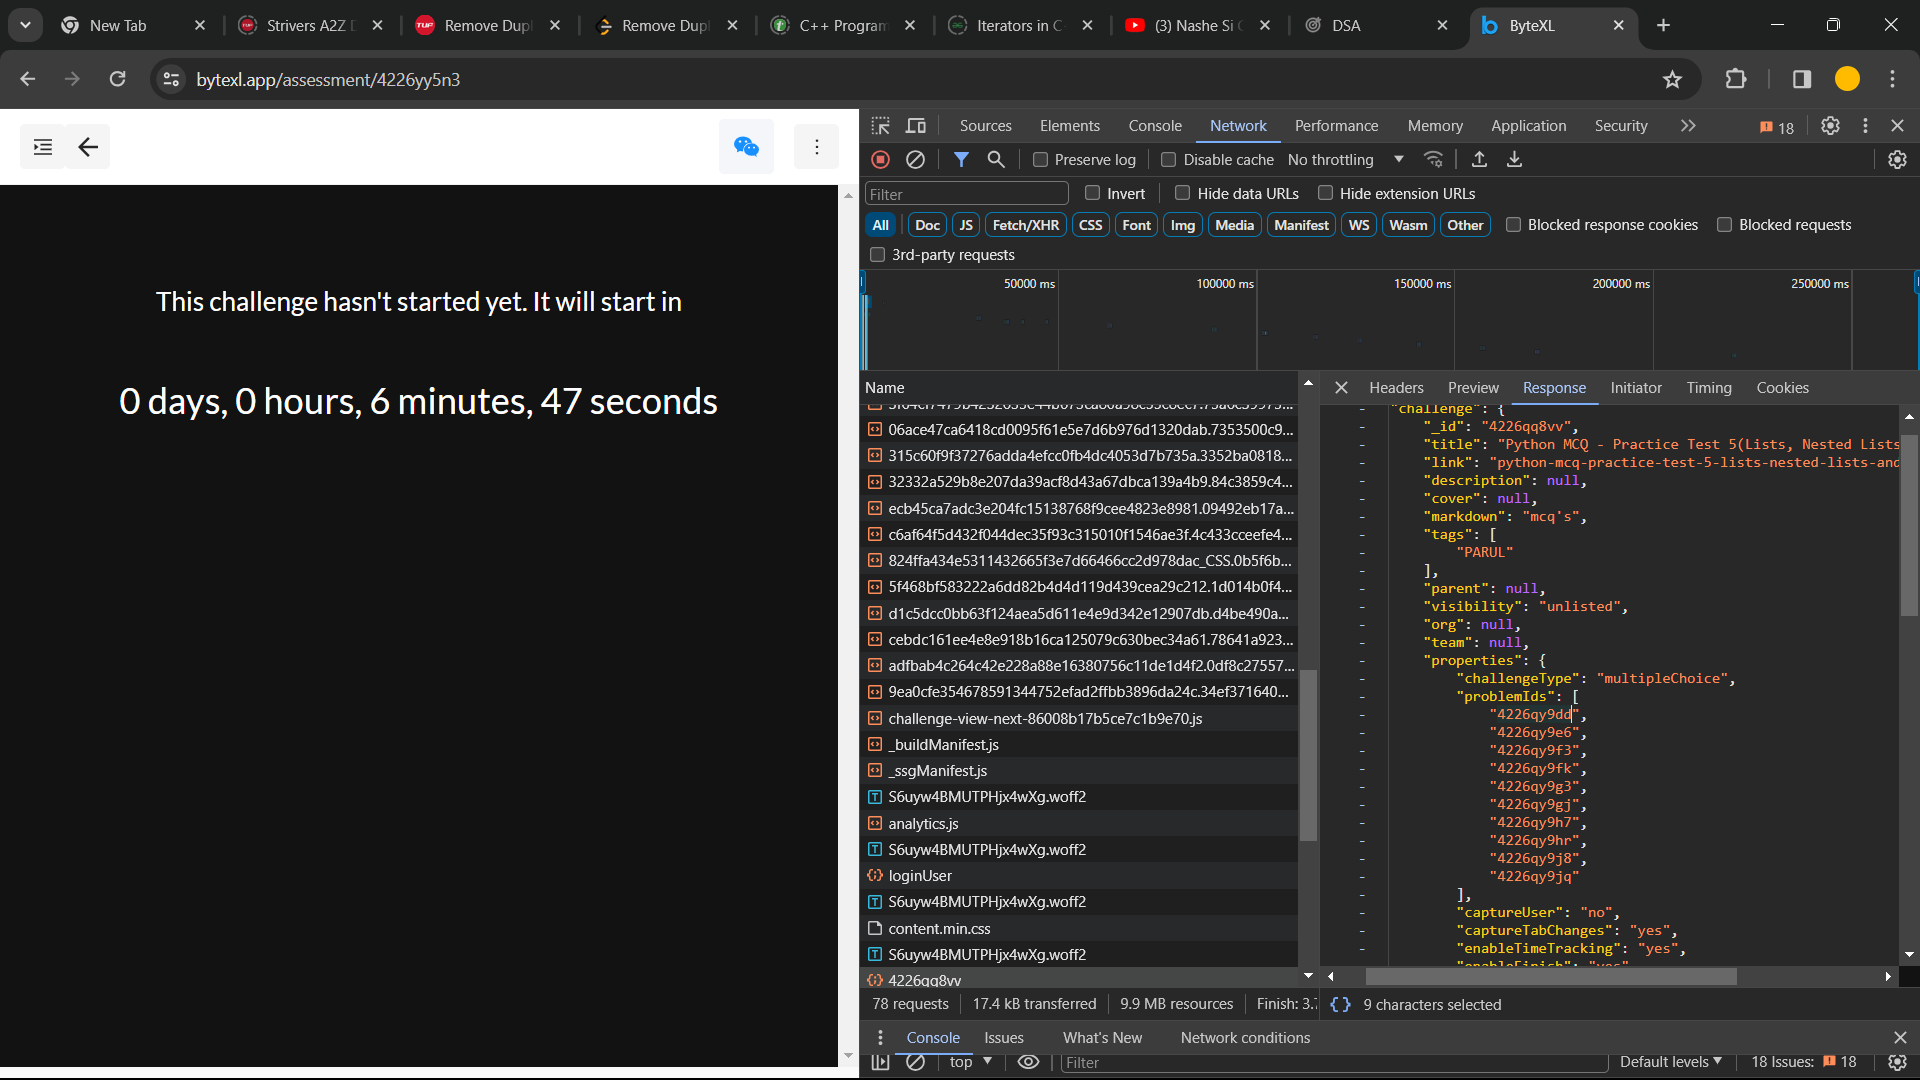 New Tab
Strivers A2Z D
Remove Dupl
Remove Dupl
C++ Program
Iterators in C
(3) Nashe Si C
DSA
ByteXL
bytexl.app/assessment/4226yy5n3
This challenge hasn't started yet. It will start in
0 days, 0 hours, 6 minutes, 47 seconds
Sources Elements Console Network Performance Memory Application Security 18
Preserve log Disable cache No throttling
Filter Invert Hide data URLs Hide extension URLs
All Doc JS Fetch/XHR CSS Font Img Media Manifest WS Wasm Other Blocked response cookies Blocked requests
3rd-party requests
50000 ms 100000 ms 150000 ms 200000 ms 250000 ms
Name
06ace47ca6418cd0095f61e5e7d6b976d1320dab.7353500c9...
315c60f9f37276adda4efcc0fb4dc4053d7b735a.3352ba0818...
32332a529b8e207da39acf8d43a67dbca139a4b9.84c3859c4...
ecb45ca7adc3e204fc15138768f9cee4823e8981.09492eb17a...
c6af64f5d432f044dec35f93c315010f1546ae3f.4c433cceefe4...
824ffa434e5311432665f3e7d66466cc2d978dac_CSS.0b5f6b...
5f468bf583222a6dd82b4d4d119d439cea29c212.1d014b0f4...
d1c5dcc0bb63f124aea5d611e4e9d342e12907db.d4be490a...
cebdc161ee4e8e918b16ca125079c630bec34a61.78641a923...
adfbab4c264c42e228a88e16380756c11de1d4f2.0df8c27557...
9ea0cfe354678591344752efad2ffbb3896da24c.34ef371640...
challenge-view-next-86008b17b5ce7c1b9e70.js
_buildManifest.js
_ssgManifest.js
S6uyw4BMUTPHjx4wXg.woff2
analytics.js
S6uyw4BMUTPHjx4wXg.woff2
loginUser
S6uyw4BMUTPHjx4wXg.woff2
content.min.css
S6uyw4BMUTPHjx4wXg.woff2
4226qq8vv
78 requests 17.4 kB transferred 9.9 MB resources Finish: 3.
Headers Preview Response Initiator Timing Cookies
"challenge": {
"_id": "4226qq8vv",
"title": "Python MCQ - Practice Test 5(Lists, Nested Lists
"link": "python-mcq-practice-test-5-lists-nested-lists-and
"description": null,
"cover": null,
"markdown": "mcq's",
"tags": [
"PARUL"
],
"parent": null,
"visibility": "unlisted",
"org": null,
"team": null,
"properties": {
"challengeType": "multipleChoice",
"problemIds": [
"4226qy9dd",
"4226qy9e6",
"4226qy9f3",
"4226qy9fk",
"4226qy9g3",
"4226qy9gj",
"4226qy9h7",
"4226qy9hr",
"4226qy9j8",
"4226qy9jq"
],
"captureUser": "no",
"captureTabChanges": "yes",
"enableTimeTracking": "yes",
{} 9 characters selected
Console Issues What's New Network conditions
top Filter Default levels 18 Issues: 18